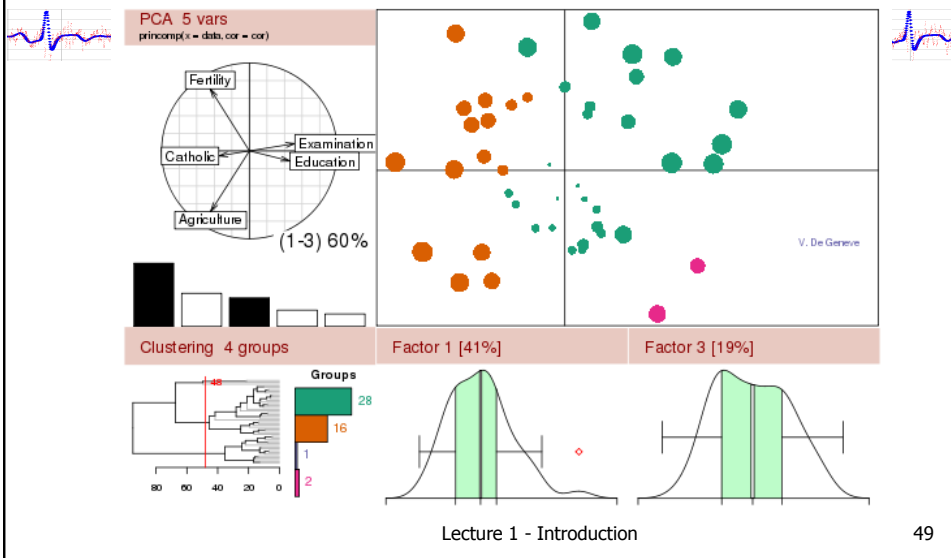 PCA 5 vars
princomp(x = data, cor = cor)
Fertility
Examination
Catholic
Education
Agriculture
(1-3) 60%
V. De Geneve
Clustering 4 groups
Factor 1 [41%]
Factor 3 [19%]
48
Groups
28
16
1
2
80 60 40 20 0
Lecture 1 - Introduction
49